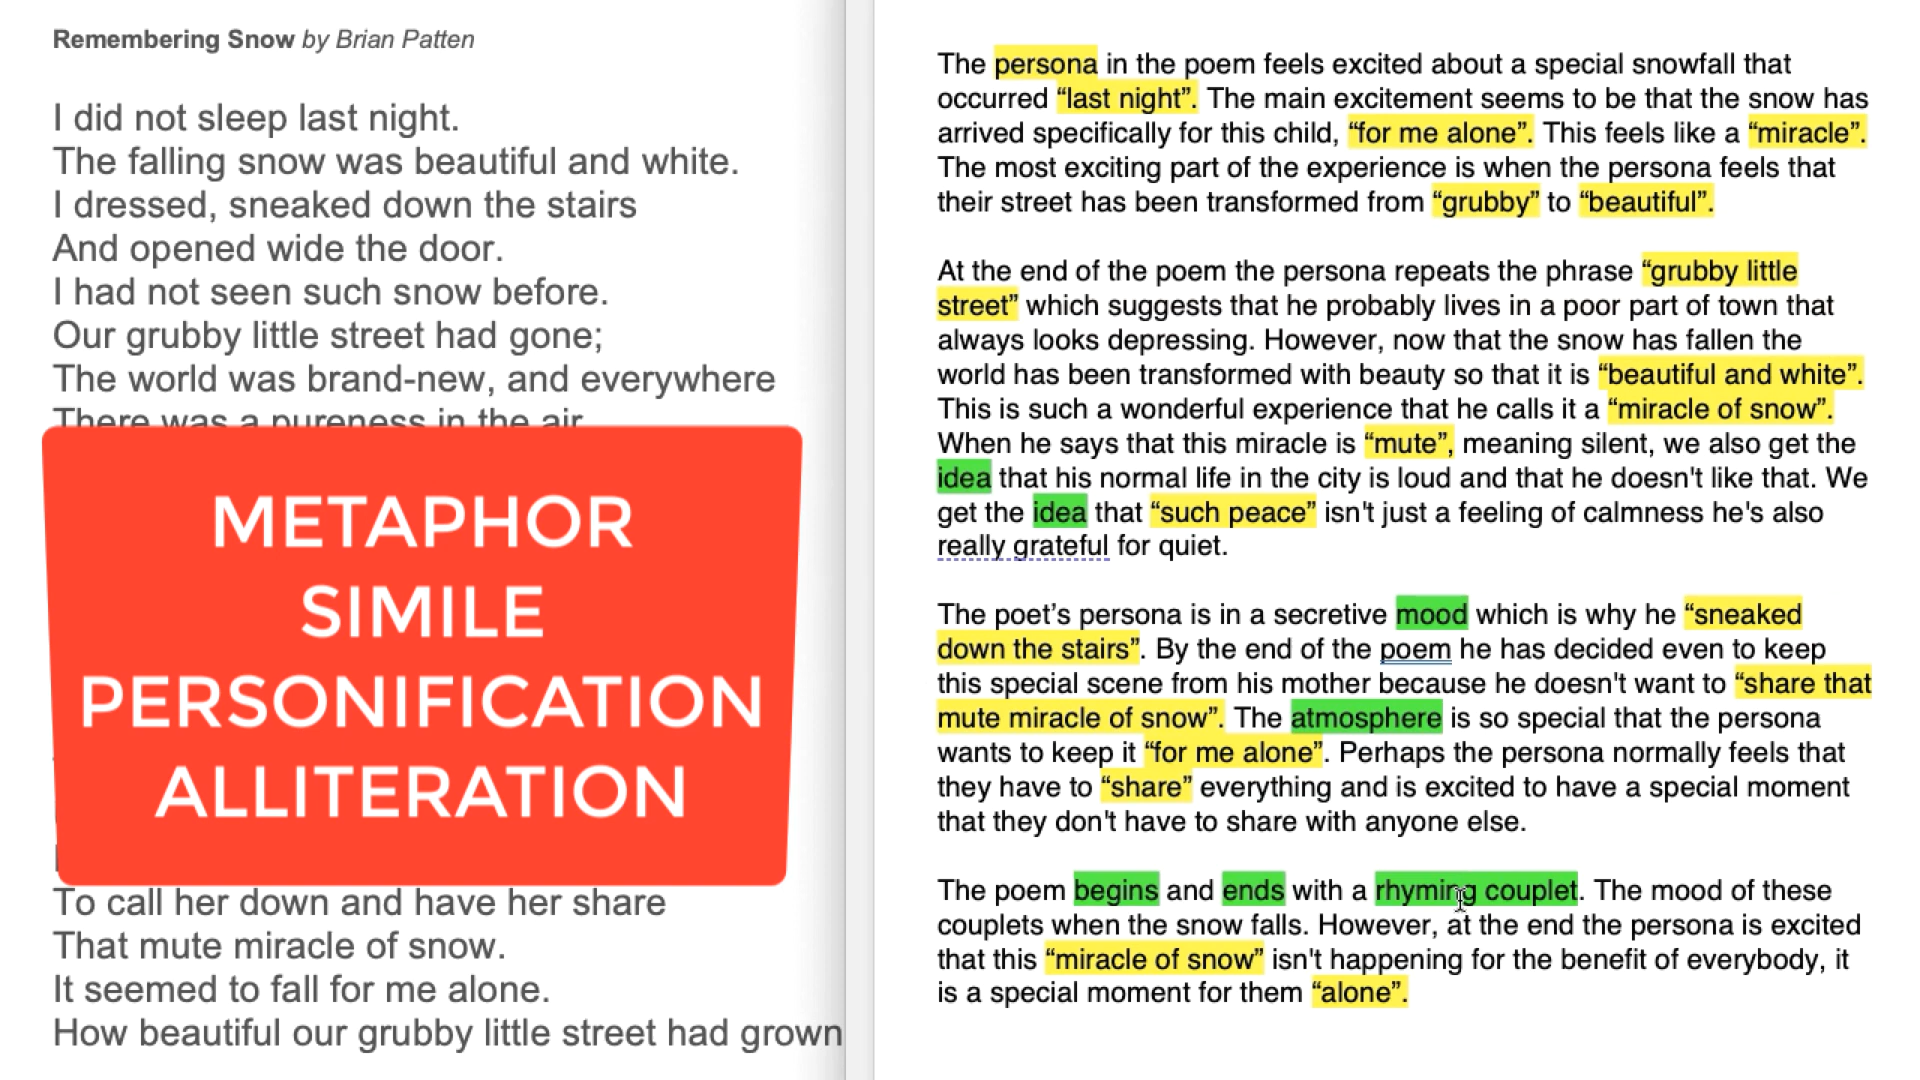 Remembering Snow by Brian Patten
I did not sleep last night.
The falling snow was beautiful and white.
I dressed, sneaked down the stairs
And opened wide the door.
I had not seen such snow before.
Our grubby little street had gone;
The world was brand-new, and everywhere
There was a pureness in the air.
METAPHOR
SIMILE
PERSONIFICATION
ALLITERATION
To call her down and have her share
That mute miracle of snow.
It seemed to fall for me alone.
How beautiful our grubby little street had grown
The persona in the poem feels excited about a special snowfall that
occurred “last night”. The main excitement seems to be that the snow has
arrived specifically for this child, “for me alone”. This feels like a “miracle”.
The most exciting part of the experience is when the persona feels that
their street has been transformed from “grubby” to “beautiful”.
At the end of the poem the persona repeats the phrase “grubby little
street” which suggests that he probably lives in a poor part of town that
always looks depressing. However, now that the snow has fallen the
world has been transformed with beauty so that it is “beautiful and white”.
This is such a wonderful experience that he calls it a “miracle of snow”.
When he says that this miracle is “mute”, meaning silent, we also get the
idea that his normal life in the city is loud and that he doesn't like that. We
get the idea that “such peace” isn't just a feeling of calmness he's also
really grateful for quiet.
The poet’s persona is in a secretive mood which is why he “sneaked
down the stairs”. By the end of the poem he has decided even to keep
this special scene from his mother because he doesn't want to “share that
mute miracle of snow”. The atmosphere is so special that the persona
wants to keep it “for me alone”. Perhaps the persona normally feels that
they have to “share” everything and is excited to have a special moment
that they don't have to share with anyone else.
The poem begins and ends with a rhyming couplet. The mood of these
couplets when the snow falls. However, at the end the persona is excited
that this “miracle of snow” isn't happening for the benefit of everybody, it
is a special moment for them “alone”.